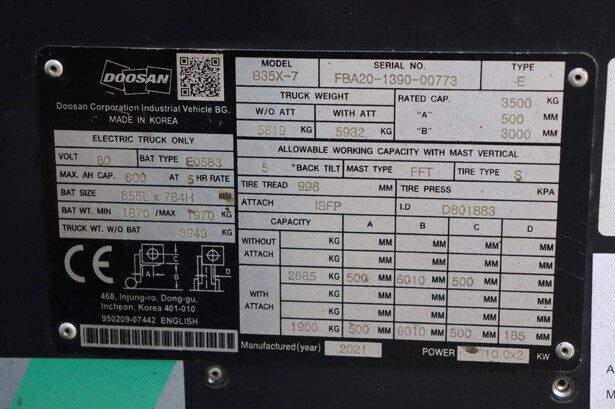 DOOSAN
Doosan Corporation Industrial Vehicle BG.
MADE IN KOREA
ELECTRIC TRUCK ONLY
VOLT 80 BAT TYPE E0583
MAX. AH CAP. 600 AT 5 HR RATE
BAT SIZE 855L x 784H MM
BAT WT. MIN 1870 / MAX 1970 KG
TRUCK WT. W/O BAT 3949 KG
CE
A B C D
468, Injung-ro, Dong-gu,
Incheon, Korea 401-010
950209-07442 ENGLISH
MODEL SERIAL NO. TYPE
B35X-7 FBA20-1390-00773 E
TRUCK WEIGHT RATED CAP. 3500 KG
W/O ATT WITH ATT "A" 500 MM
5819 KG 5932 KG "B" 3000 MM
ALLOWABLE WORKING CAPACITY WITH MAST VERTICAL
5 °BACK TILT MAST TYPE FFT TIRE TYPE S
TIRE TREAD 998 MM TIRE PRESS KPA
ATTACH ISFP I.D D801883
CAPACITY A B C D
WITHOUT ATTACH KG MM MM MM MM
2685 KG 500 MM 6010 MM 500 MM MM
WITH ATTACH KG MM MM MM MM
KG MM MM MM MM
1900 KG 500 MM 6010 MM 500 MM 185 MM
Manufactured (year) 2021 POWER 10.0x2 KW